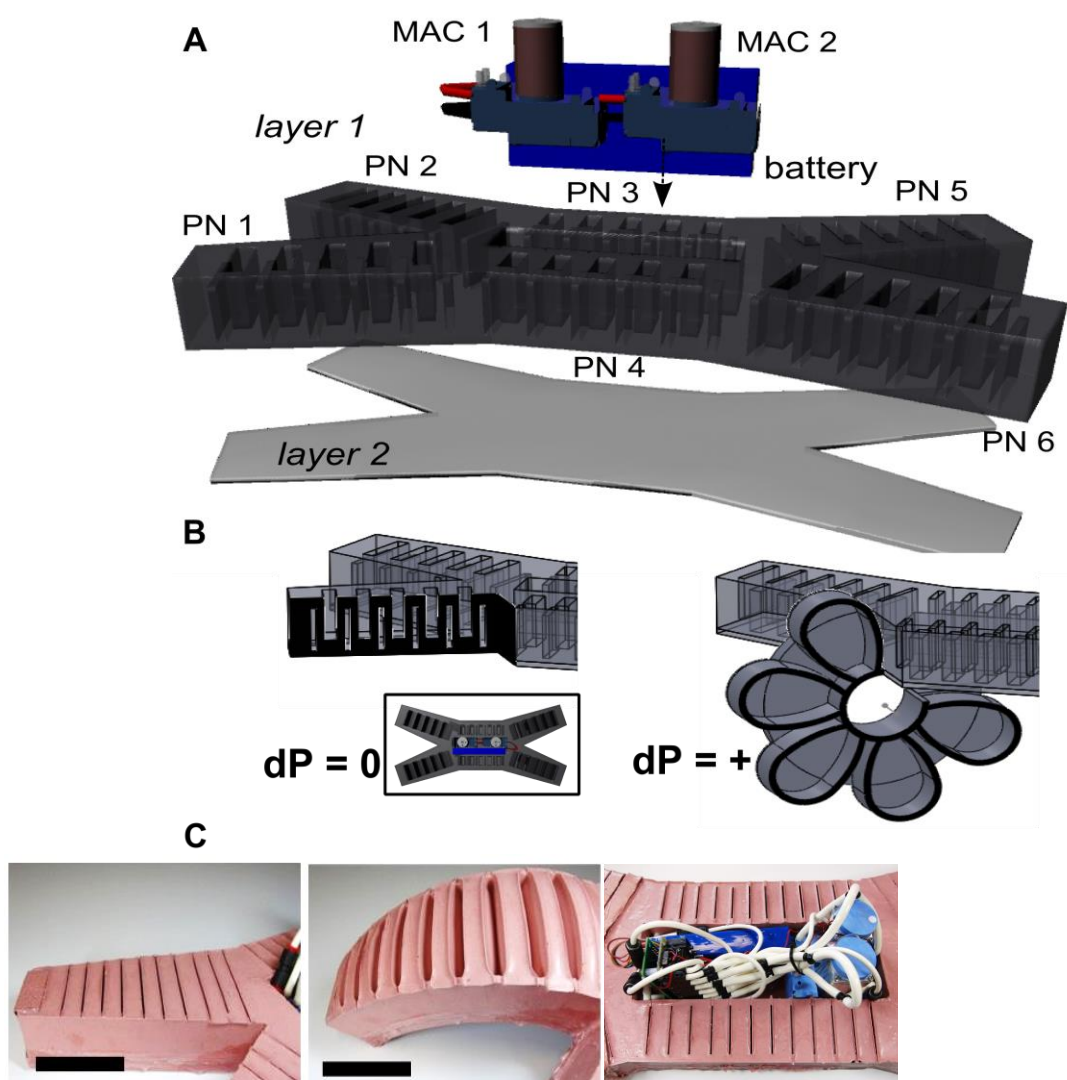 A
MAC 1
MAC 2
layer 1
battery
PN 2
PN 3
PN 5
PN 1
PN 4
PN 6
layer 2
B
dP = 0
dP = +
C